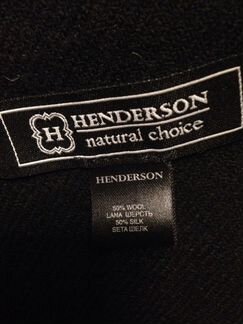 H HENDERSON
natural choice
HENDERSON
50% WOOL
LANA ШЕРСТЬ
50% SILK
SETA ШЕЛК